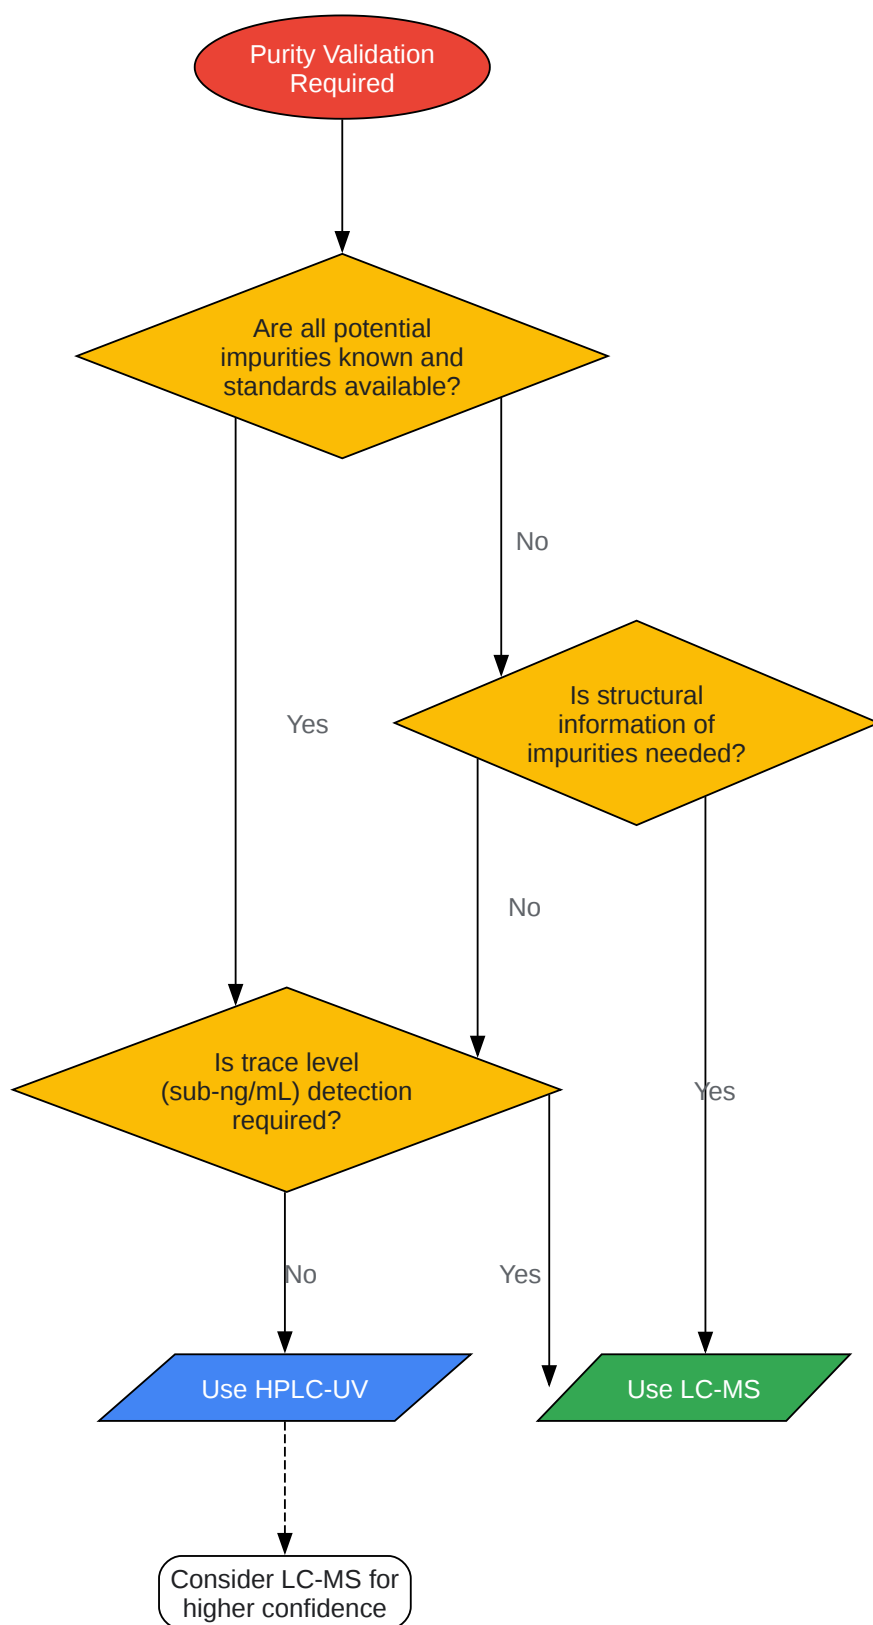 Purity Validation
Required
Are all potential
impurities known and
standards available?
No
Is structural
information of
impurities needed?
Yes
No
Is trace level
(sub-ng/mL) detection
required?
Yes
No
Yes
Use HPLC-UV
Use LC-MS
Consider LC-MS for
higher confidence